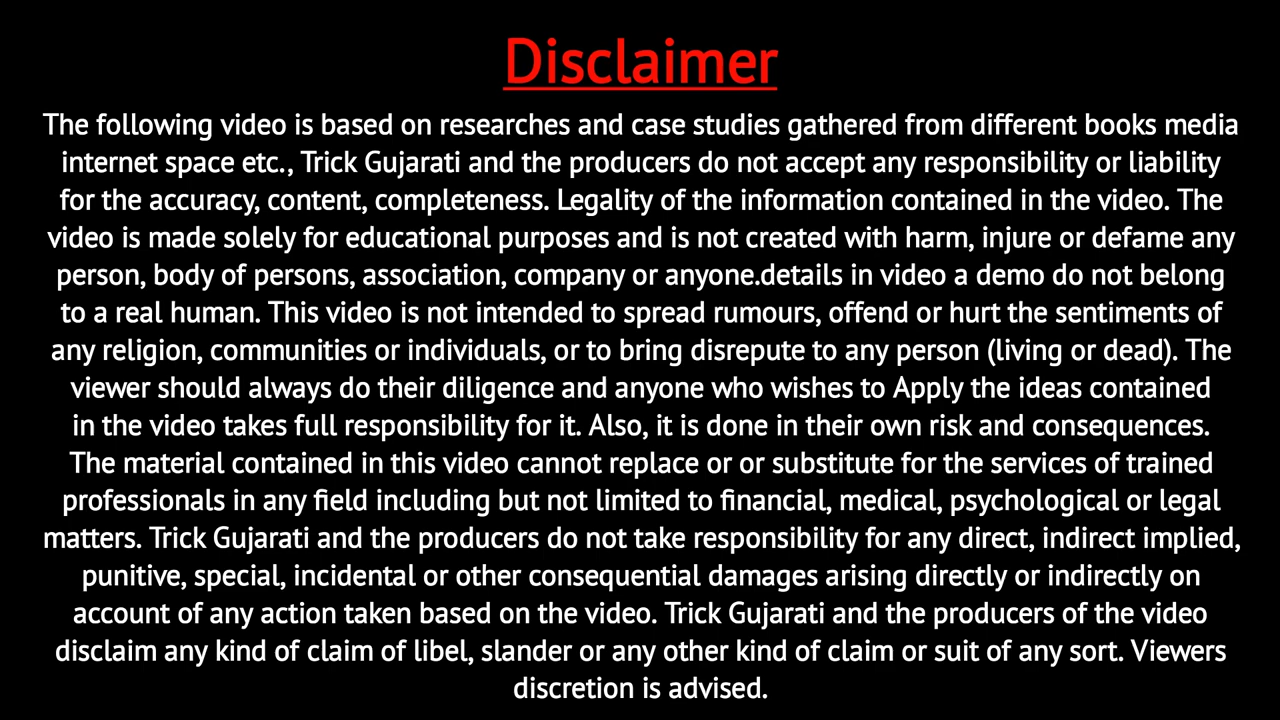 Disclaimer
The following video is based on researches and case studies gathered from different books media
internet space etc., Trick Gujarati and the producers do not accept any responsibility or liability
for the accuracy, content, completeness. Legality of the information contained in the video. The
video is made solely for educational purposes and is not created with harm, injure or defame any
person, body of persons, association, company or anyone.details in video a demo do not belong
to a real human. This video is not intended to spread rumours, offend or hurt the sentiments of
any religion, communities or individuals, or to bring disrepute to any person (living or dead). The
viewer should always do their diligence and anyone who wishes to Apply the ideas contained
in the video takes full responsibility for it. Also, it is done in their own risk and consequences.
The material contained in this video cannot replace or or substitute for the services of trained
professionals in any field including but not limited to financial, medical, psychological or legal
matters. Trick Gujarati and the producers do not take responsibility for any direct, indirect implied,
punitive, special, incidental or other consequential damages arising directly or indirectly on
account of any action taken based on the video. Trick Gujarati and the producers of the video
disclaim any kind of claim of libel, slander or any other kind of claim or suit of any sort. Viewers
discretion is advised.